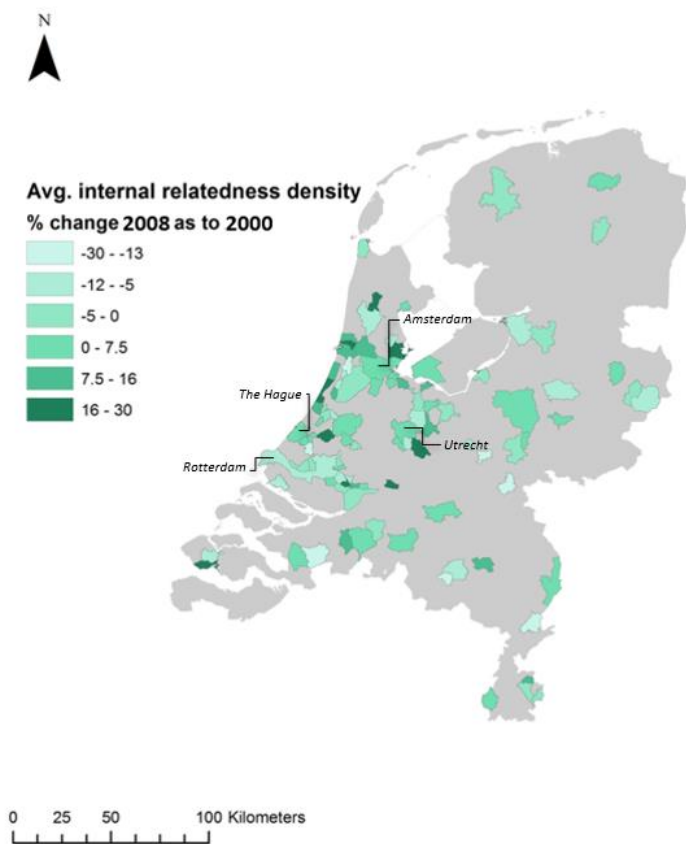 N
Avg. internal relatedness density
% change 2008 as to 2000
-30 - -13
-12 - -5
-5 - 0
0 - 7.5
7.5 - 16
16 - 30
Amsterdam
The Hague
Utrecht
Rotterdam
0 25 50 100 Kilometers